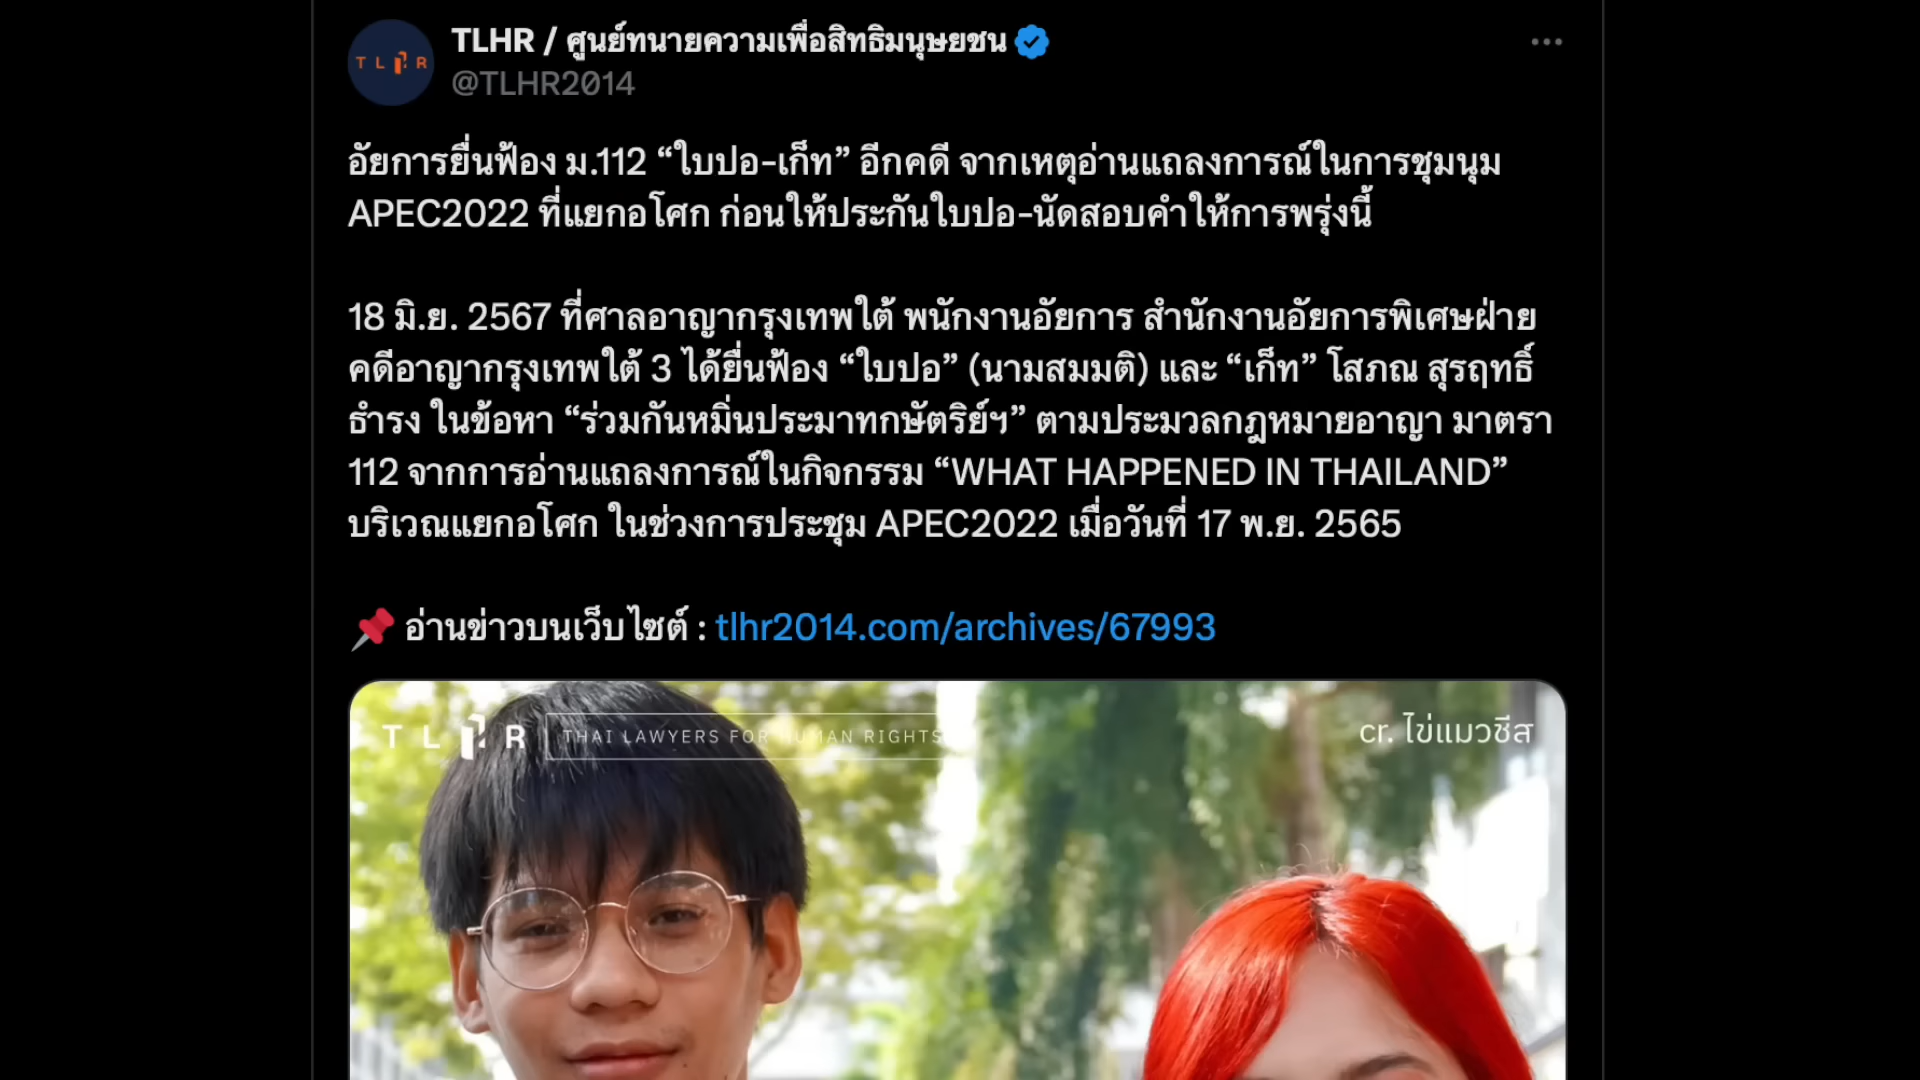 TLHR / ศูนย์ทนายความเพื่อสิทธิมนุษยชน
@TLHR2014
อัยการยื่นฟ้อง ม.112 “ใบปอ-เก็ท” อีกคดี จากเหตุอ่านแถลงการณ์ในการชุมนุม
APEC2022 ที่แยกอโศก ก่อนให้ประกันใบปอ-นัดสอบคำให้การพรุ่งนี้
18 มิ.ย. 2567 ที่ศาลอาญากรุงเทพใต้ พนักงานอัยการ สำนักงานอัยการพิเศษฝ่าย
คดีอาญากรุงเทพใต้ 3 ได้ยื่นฟ้อง “ใบปอ” (นามสมมติ) และ “เก็ท” โสภณ สุรฤทธิ์
ธำรง ในข้อหา “ร่วมกันหมิ่นประมาทกษัตริย์ฯ” ตามประมวลกฎหมายอาญา มาตรา
112 จากการอ่านแถลงการณ์ในกิจกรรม “WHAT HAPPENED IN THAILAND”
บริเวณแยกอโศก ในช่วงการประชุม APEC2022 เมื่อวันที่ 17 พ.ย. 2565
อ่านข่าวบนเว็บไซต์ : tlhr2014.com/archives/67993
TLHR THAI LAWYERS FOR HUMAN RIGHTS
cr. ไข่แมวชีส